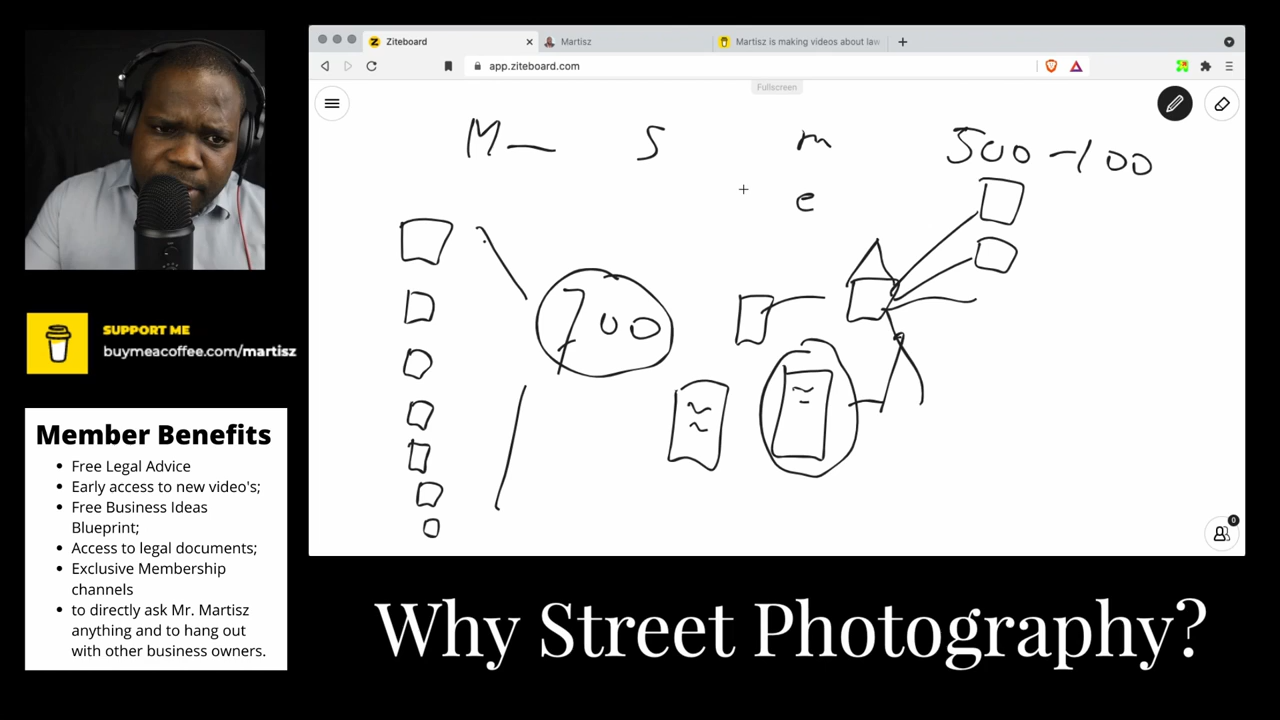 Ziteboard
Martisz
Martisz is making videos about law
app.ziteboard.com
Fullscreen
M S m 500-100
e
700
0
SUPPORT ME
buymeacoffee.com/martisz
Member Benefits
Free Legal Advice
Early access to new video's;
Free Business Ideas
Blueprint;
Access to legal documents;
Exclusive Membership
channels
to directly ask Mr. Martisz
anything and to hang out
with other business owners.
Why Street Photography?